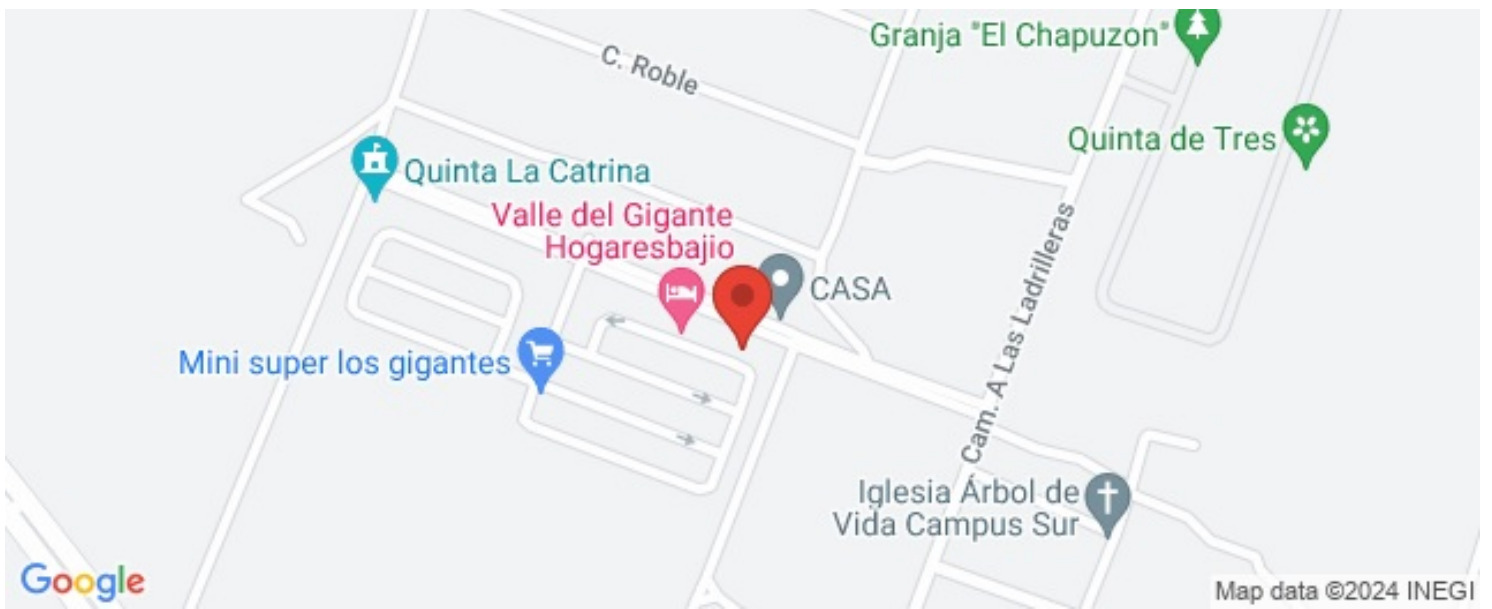 Granja "El Chapuzon"
C. Roble
Quinta de Tres
Quinta La Catrina
Valle del Gigante
Hogaresbajio
CASA
Cam. A Las Ladrilleras
Mini super los gigantes
Iglesia Árbol de
Vida Campus Sur
Google
Map data ©2024 INEGI